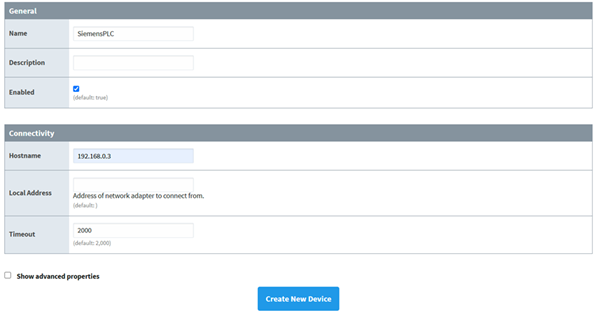 General
Name
SiemensPLC
Description
Enabled
(default: true)
Connectivity
Hostname
192.168.0.3
Local Address
Address of network adapter to connect from.
(default: )
Timeout
2000
(default: 2,000)
Show advanced properties
Create New Device